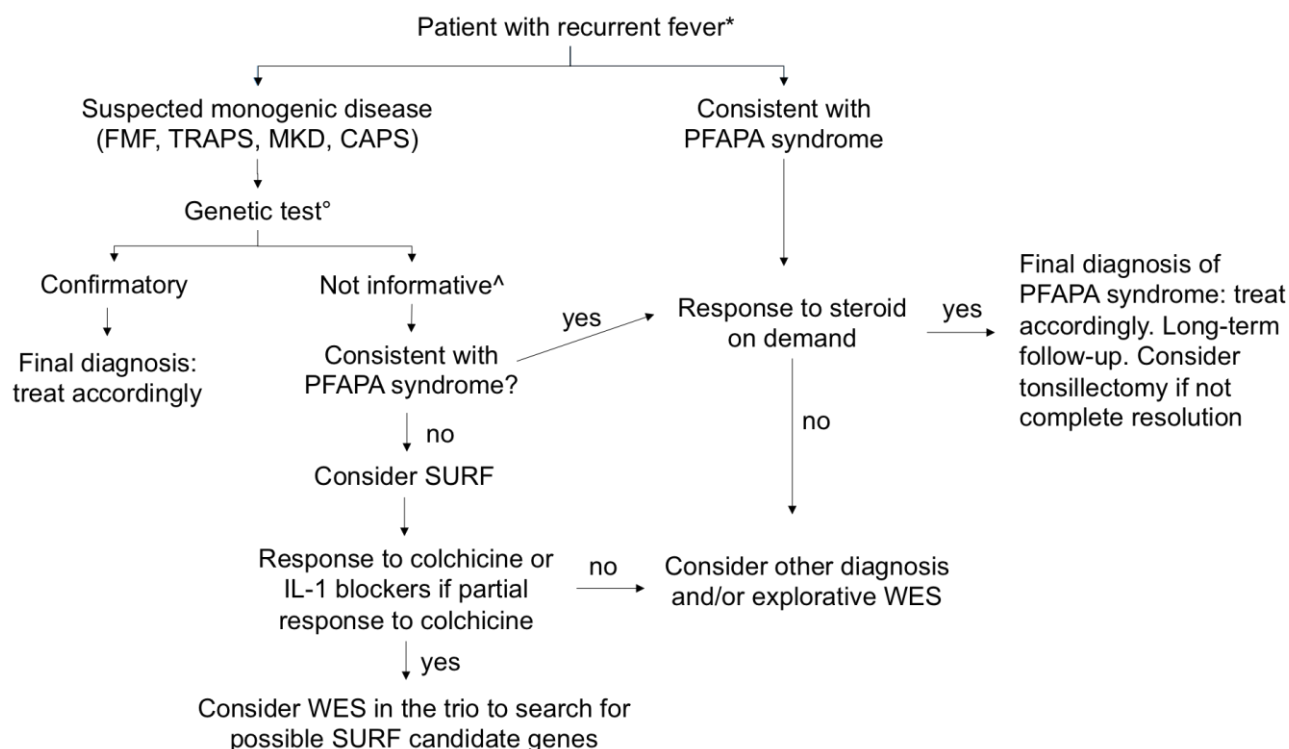 Patient with recurrent fever*
Suspected monogenic disease
(FMF, TRAPS, MKD, CAPS)
Consistent with
PFAPA syndrome
Genetic test°
Confirmatory
Not informative^
Final diagnosis:
treat accordingly
Consistent with
PFAPA syndrome?
yes
Response to steroid
on demand
yes
Final diagnosis of
PFAPA syndrome: treat
accordingly. Long-term
follow-up. Consider
tonsillectomy if not
complete resolution
no
no
Consider SURF
Response to colchicine or
IL-1 blockers if partial
response to colchicine
no
Consider other diagnosis
and/or explorative WES
yes
Consider WES in the trio to search for
possible SURF candidate genes